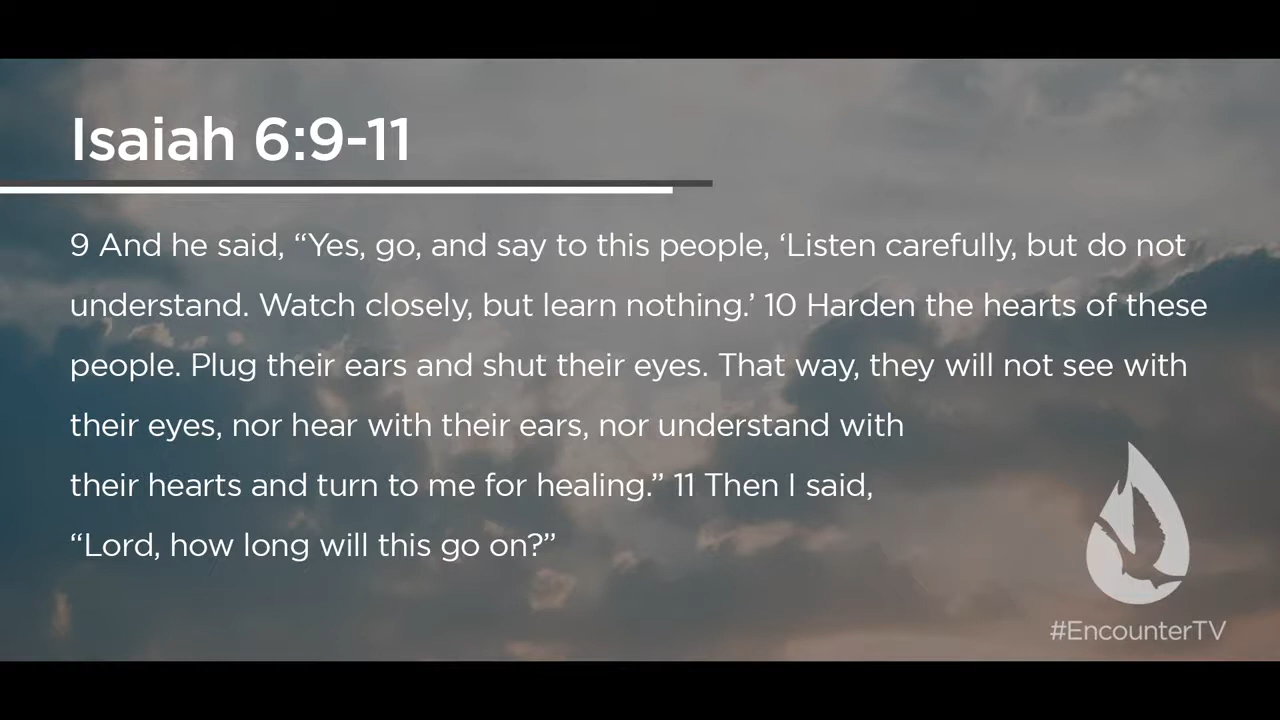 Isaiah 6:9-11
9 And he said, “Yes, go, and say to this people, ‘Listen carefully, but do not
understand. Watch closely, but learn nothing.’ 10 Harden the hearts of these
people. Plug their ears and shut their eyes. That way, they will not see with
their eyes, nor hear with their ears, nor understand with
their hearts and turn to me for healing.” 11 Then I said,
“Lord, how long will this go on?”
#EncounterTV